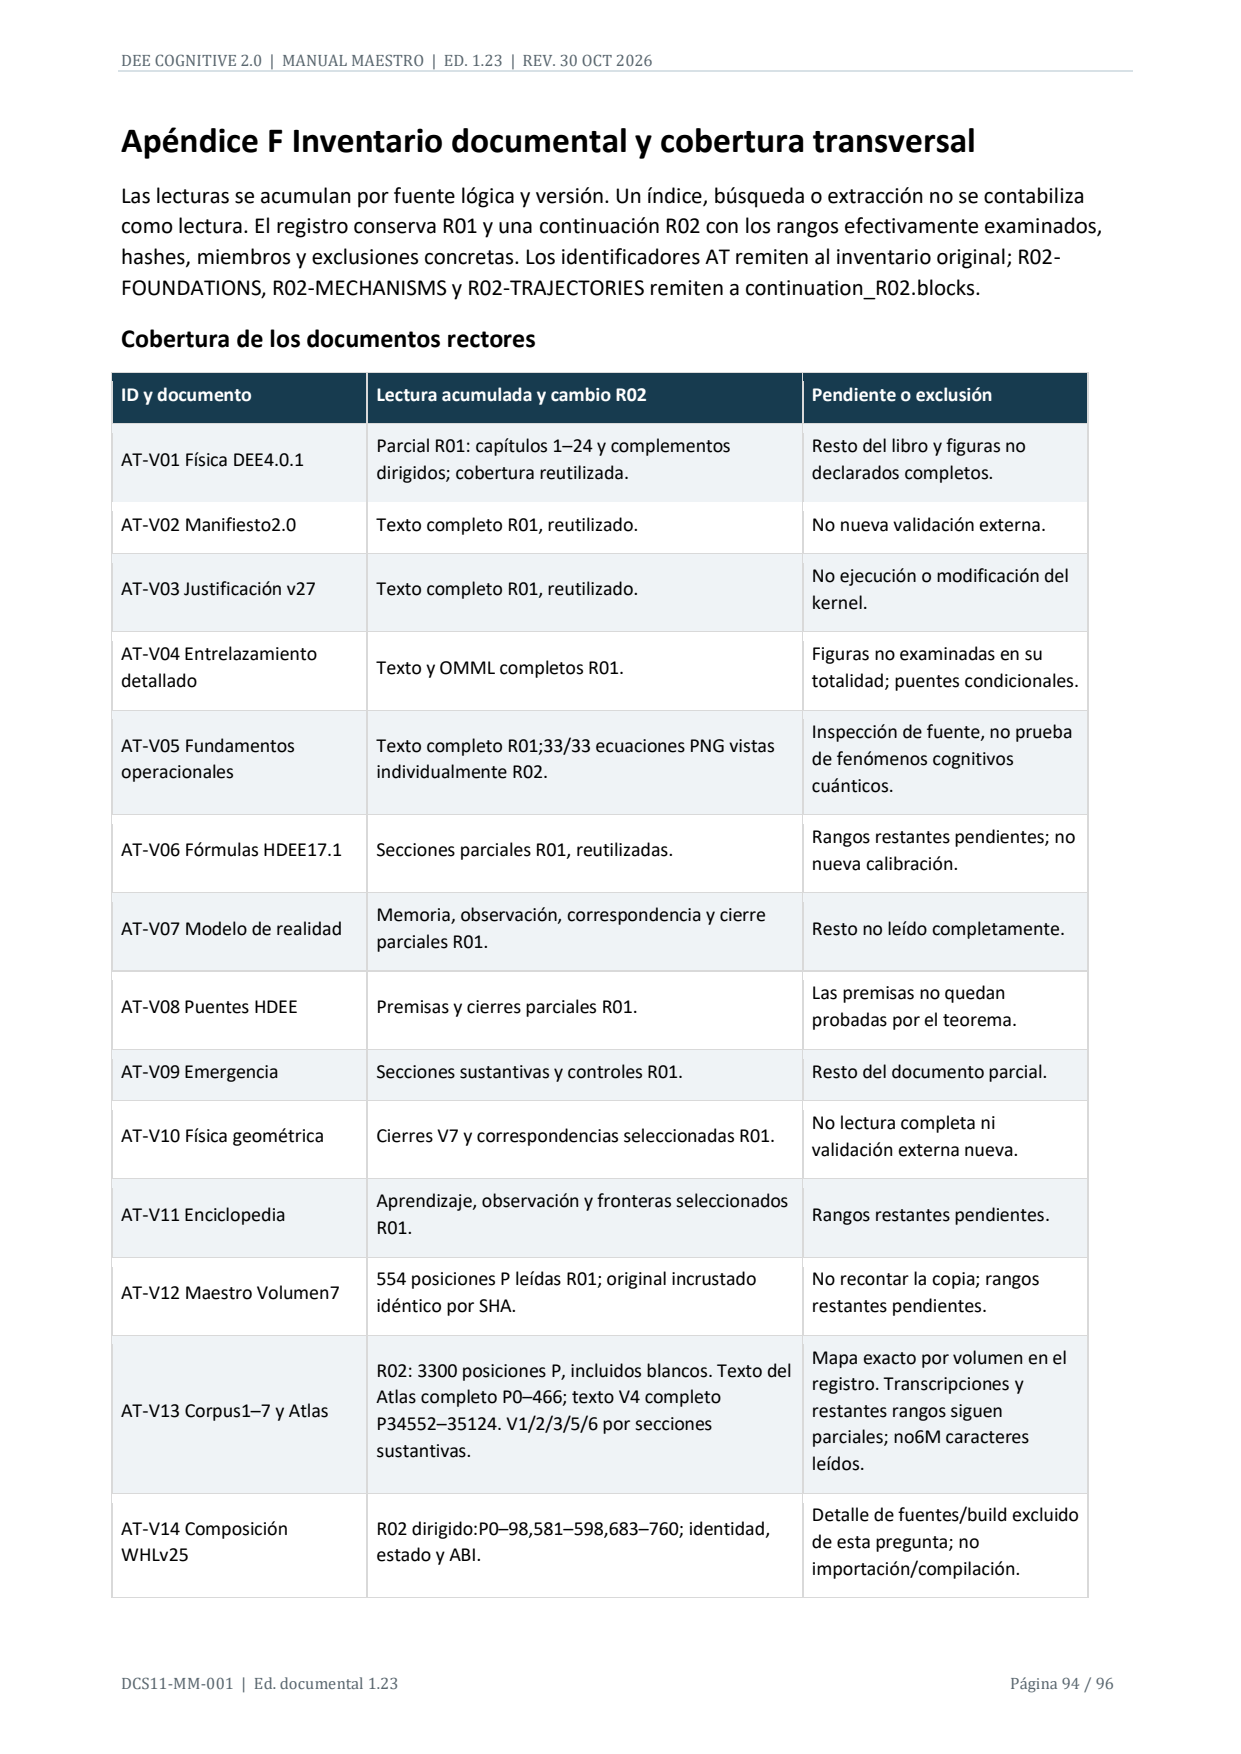 DEE COGNITIVE 2.0 | MANUAL MAESTRO | ED. 1.23 | REV. 30 OCT 2026
Apéndice F Inventario documental y cobertura transversal
Las lecturas se acumulan por fuente lógica y versión. Un índice, búsqueda o extracción no se contabiliza
como lectura. El registro conserva R01 y una continuación R02 con los rangos efectivamente examinados,
hashes, miembros y exclusiones concretas. Los identificadores AT remiten al inventario original; R02-
FOUNDATIONS, R02-MECHANISMS y R02-TRAJECTORIES remiten a continuation_R02.blocks.
Cobertura de los documentos rectores
ID y documento
Lectura acumulada y cambio R02
Pendiente o exclusión
AT-V01 Física DEE4.0.1
Parcial R01: capítulos 1–24 y complementos
dirigidos; cobertura reutilizada.
Resto del libro y figuras no
declarados completos.
AT-V02 Manifiesto2.0
Texto completo R01, reutilizado.
No nueva validación externa.
AT-V03 Justificación v27
Texto completo R01, reutilizado.
No ejecución o modificación del
kernel.
AT-V04 Entrelazamiento
detallado
Texto y OMML completos R01.
Figuras no examinadas en su
totalidad; puentes condicionales.
AT-V05 Fundamentos
operacionales
Texto completo R01;33/33 ecuaciones PNG vistas
individualmente R02.
Inspección de fuente, no prueba
de fenómenos cognitivos
cuánticos.
AT-V06 Fórmulas HDEE17.1
Secciones parciales R01, reutilizadas.
Rangos restantes pendientes; no
nueva calibración.
AT-V07 Modelo de realidad
Memoria, observación, correspondencia y cierre
parciales R01.
Resto no leído completamente.
AT-V08 Puentes HDEE
Premisas y cierres parciales R01.
Las premisas no quedan
probadas por el teorema.
AT-V09 Emergencia
Secciones sustantivas y controles R01.
Resto del documento parcial.
AT-V10 Física geométrica
Cierres V7 y correspondencias seleccionadas R01.
No lectura completa ni
validación externa nueva.
AT-V11 Enciclopedia
Aprendizaje, observación y fronteras seleccionados
R01.
Rangos restantes pendientes.
AT-V12 Maestro Volumen7
554 posiciones P leídas R01; original incrustado
idéntico por SHA.
No recontar la copia; rangos
restantes pendientes.
AT-V13 Corpus1–7 y Atlas
R02: 3300 posiciones P, incluidos blancos. Texto del
Atlas completo P0–466; texto V4 completo
P34552–35124. V1/2/3/5/6 por secciones
sustantivas.
Mapa exacto por volumen en el
registro. Transcripciones y
restantes rangos siguen
parciales; no6M caracteres
leídos.
AT-V14 Composición
WHLv25
R02 dirigido:P0–98,581–598,683–760; identidad,
estado y ABI.
Detalle de fuentes/build excluido
de esta pregunta; no
importación/compilación.
DCS11-MM-001 | Ed. documental 1.23
Página 94 / 96